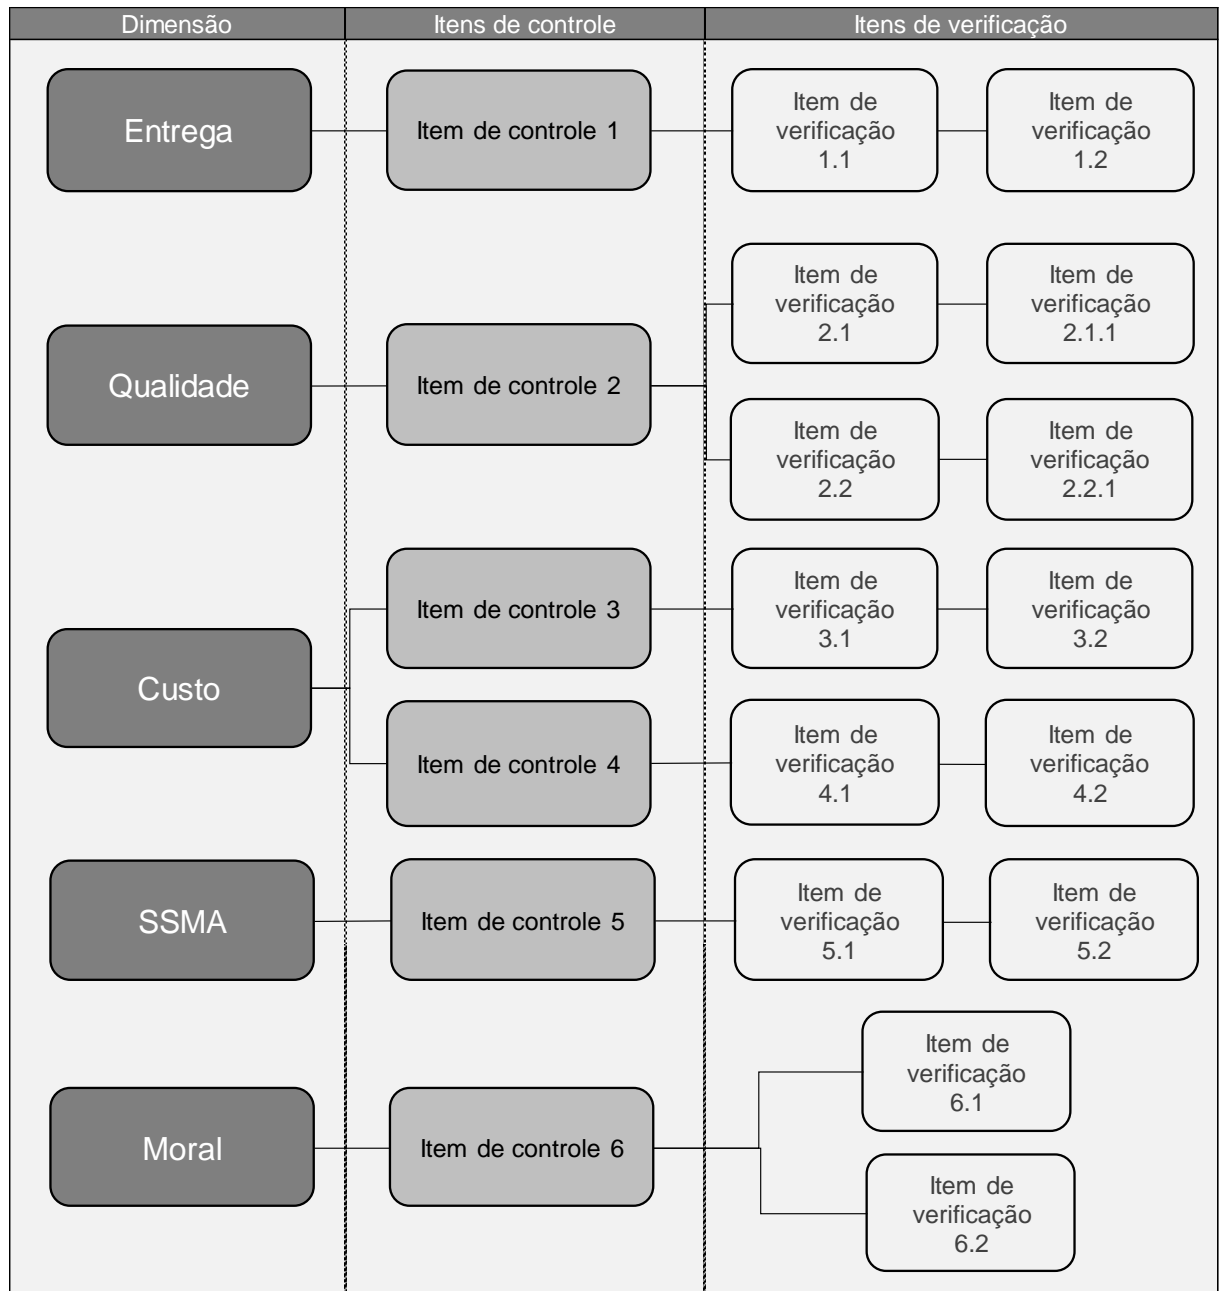 Dimensão
Itens de controle
Itens de verificação
Entrega
Item de controle 1
Item de
verificação
1.1
Item de
verificação
1.2
Qualidade
Item de controle 2
Item de
verificação
2.1
Item de
verificação
2.1.1
Item de
verificação
2.2
Item de
verificação
2.2.1
Custo
Item de controle 3
Item de
verificação
3.1
Item de
verificação
3.2
Item de controle 4
Item de
verificação
4.1
Item de
verificação
4.2
SSMA
Item de controle 5
Item de
verificação
5.1
Item de
verificação
5.2
Moral
Item de controle 6
Item de
verificação
6.1
Item de
verificação
6.2